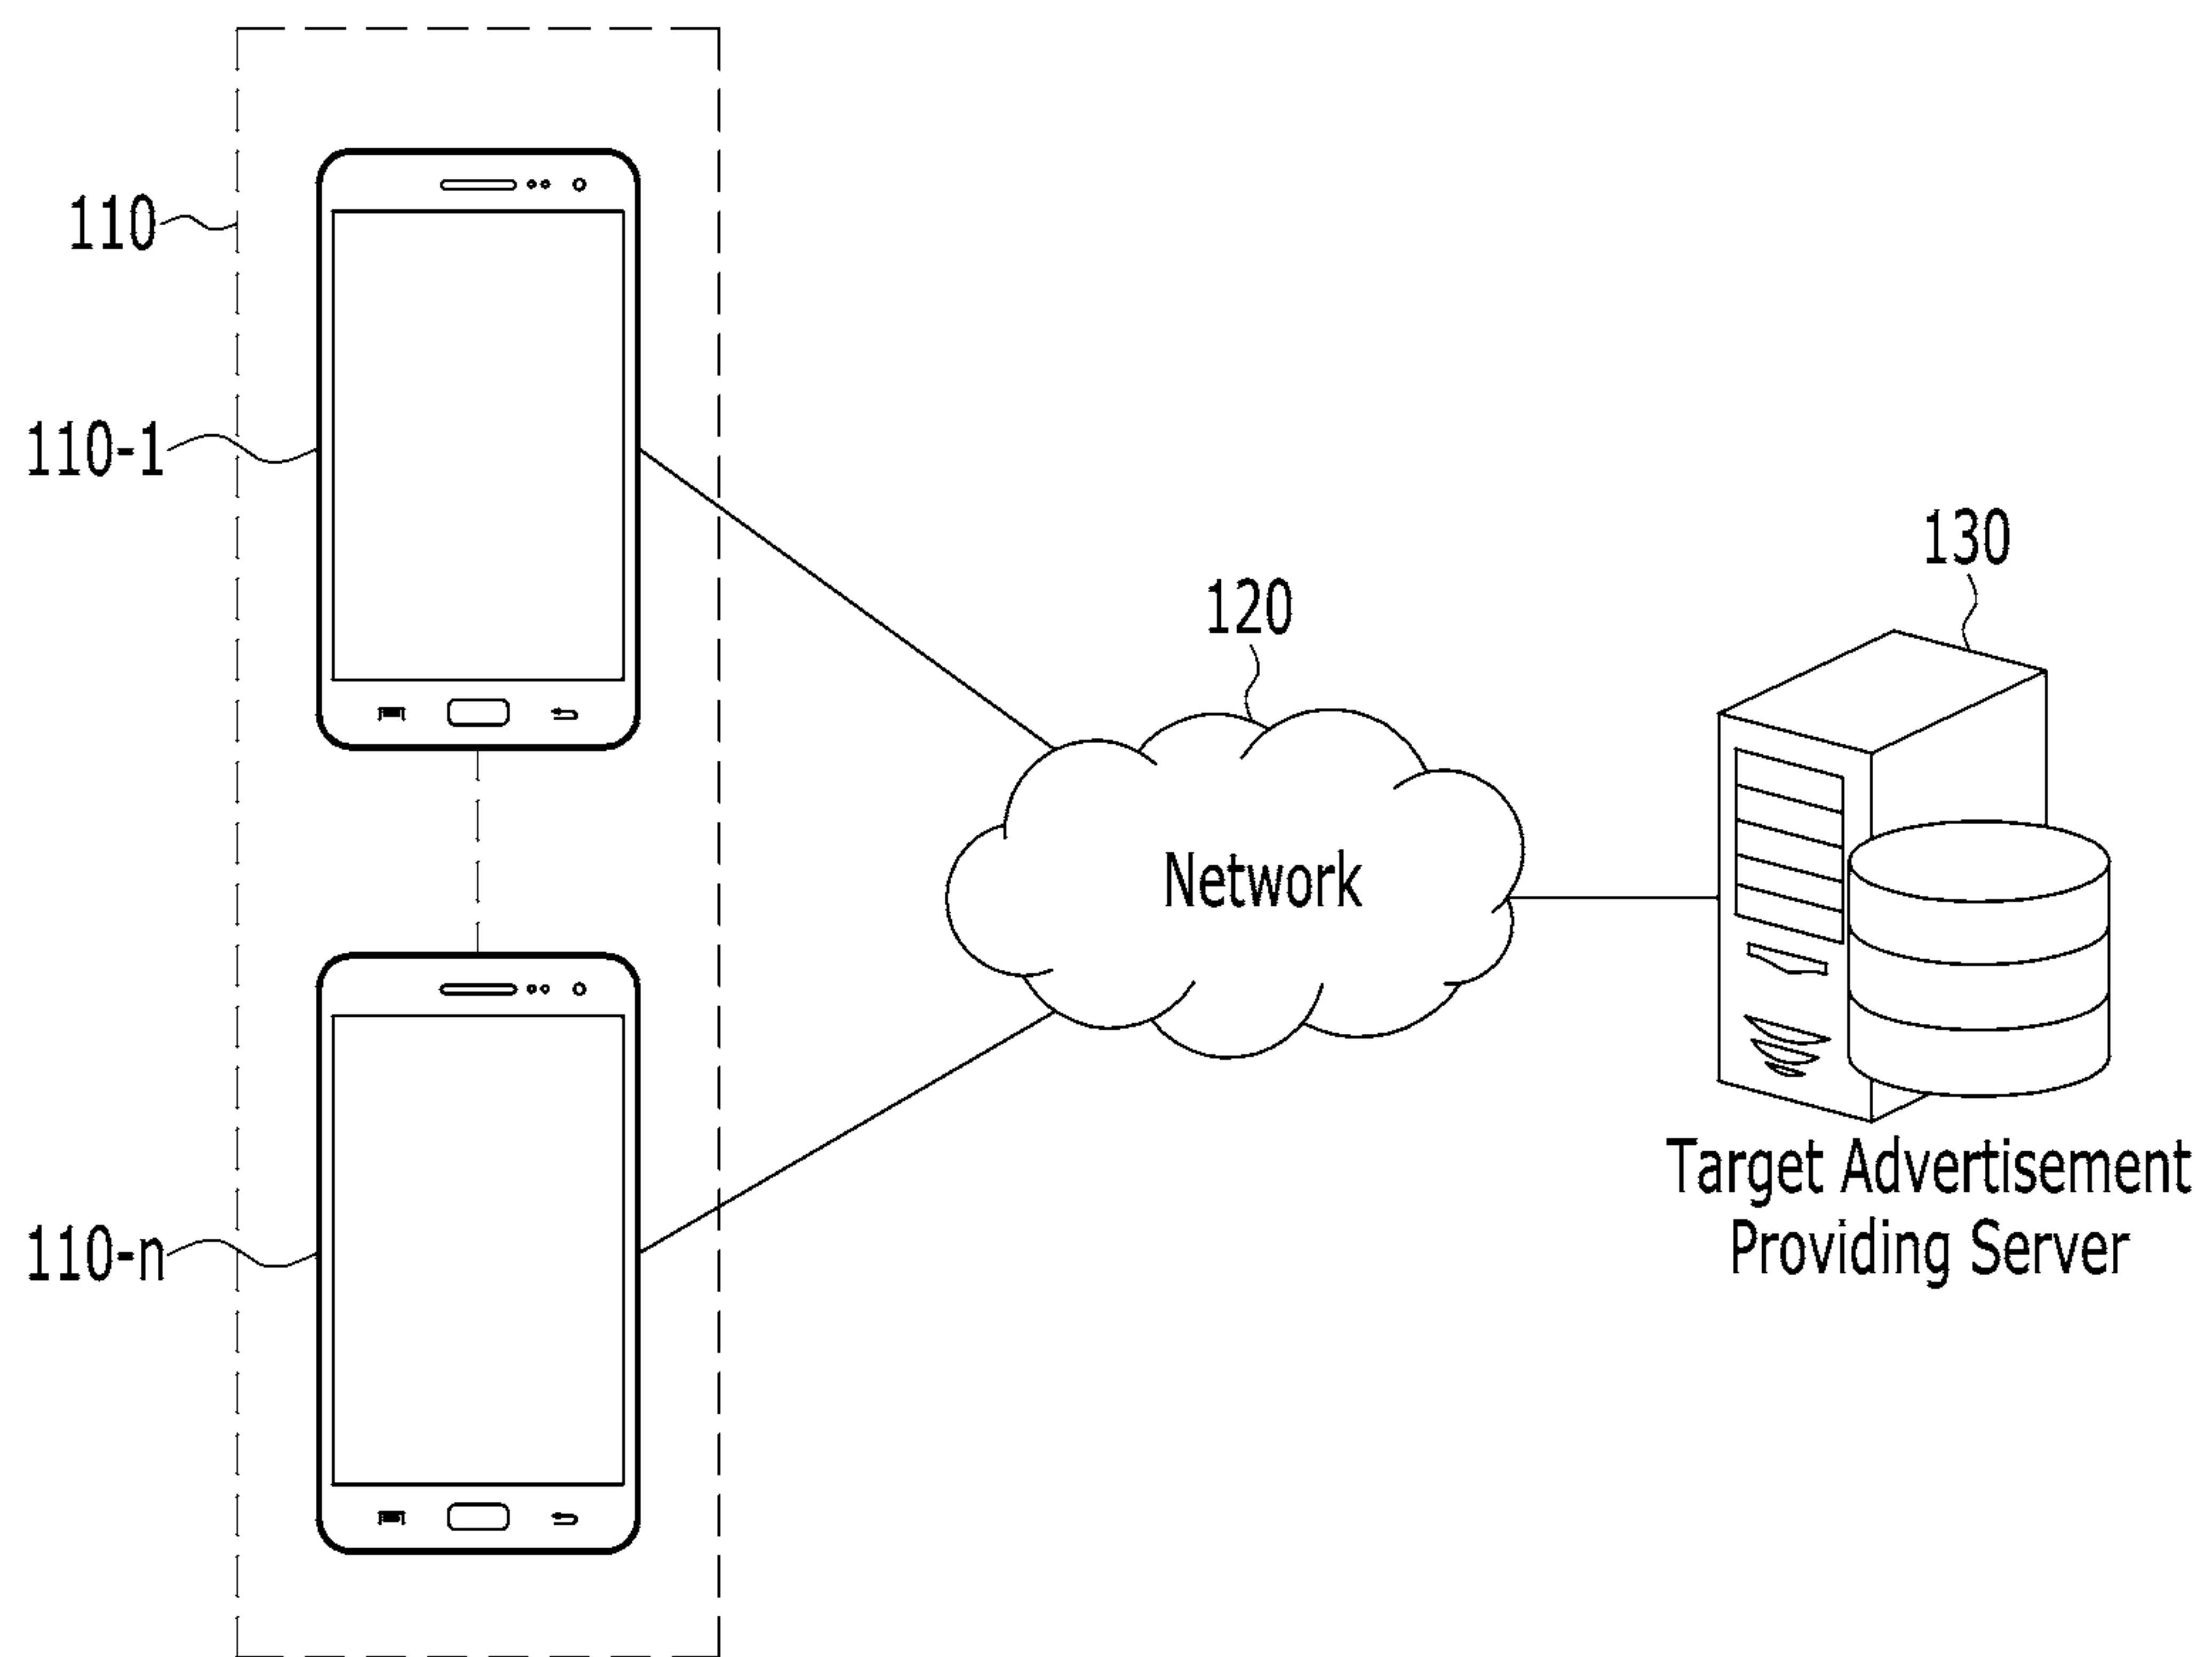 110
110-1
130
120
Network
Target Advertisement
Providing Server
110-n